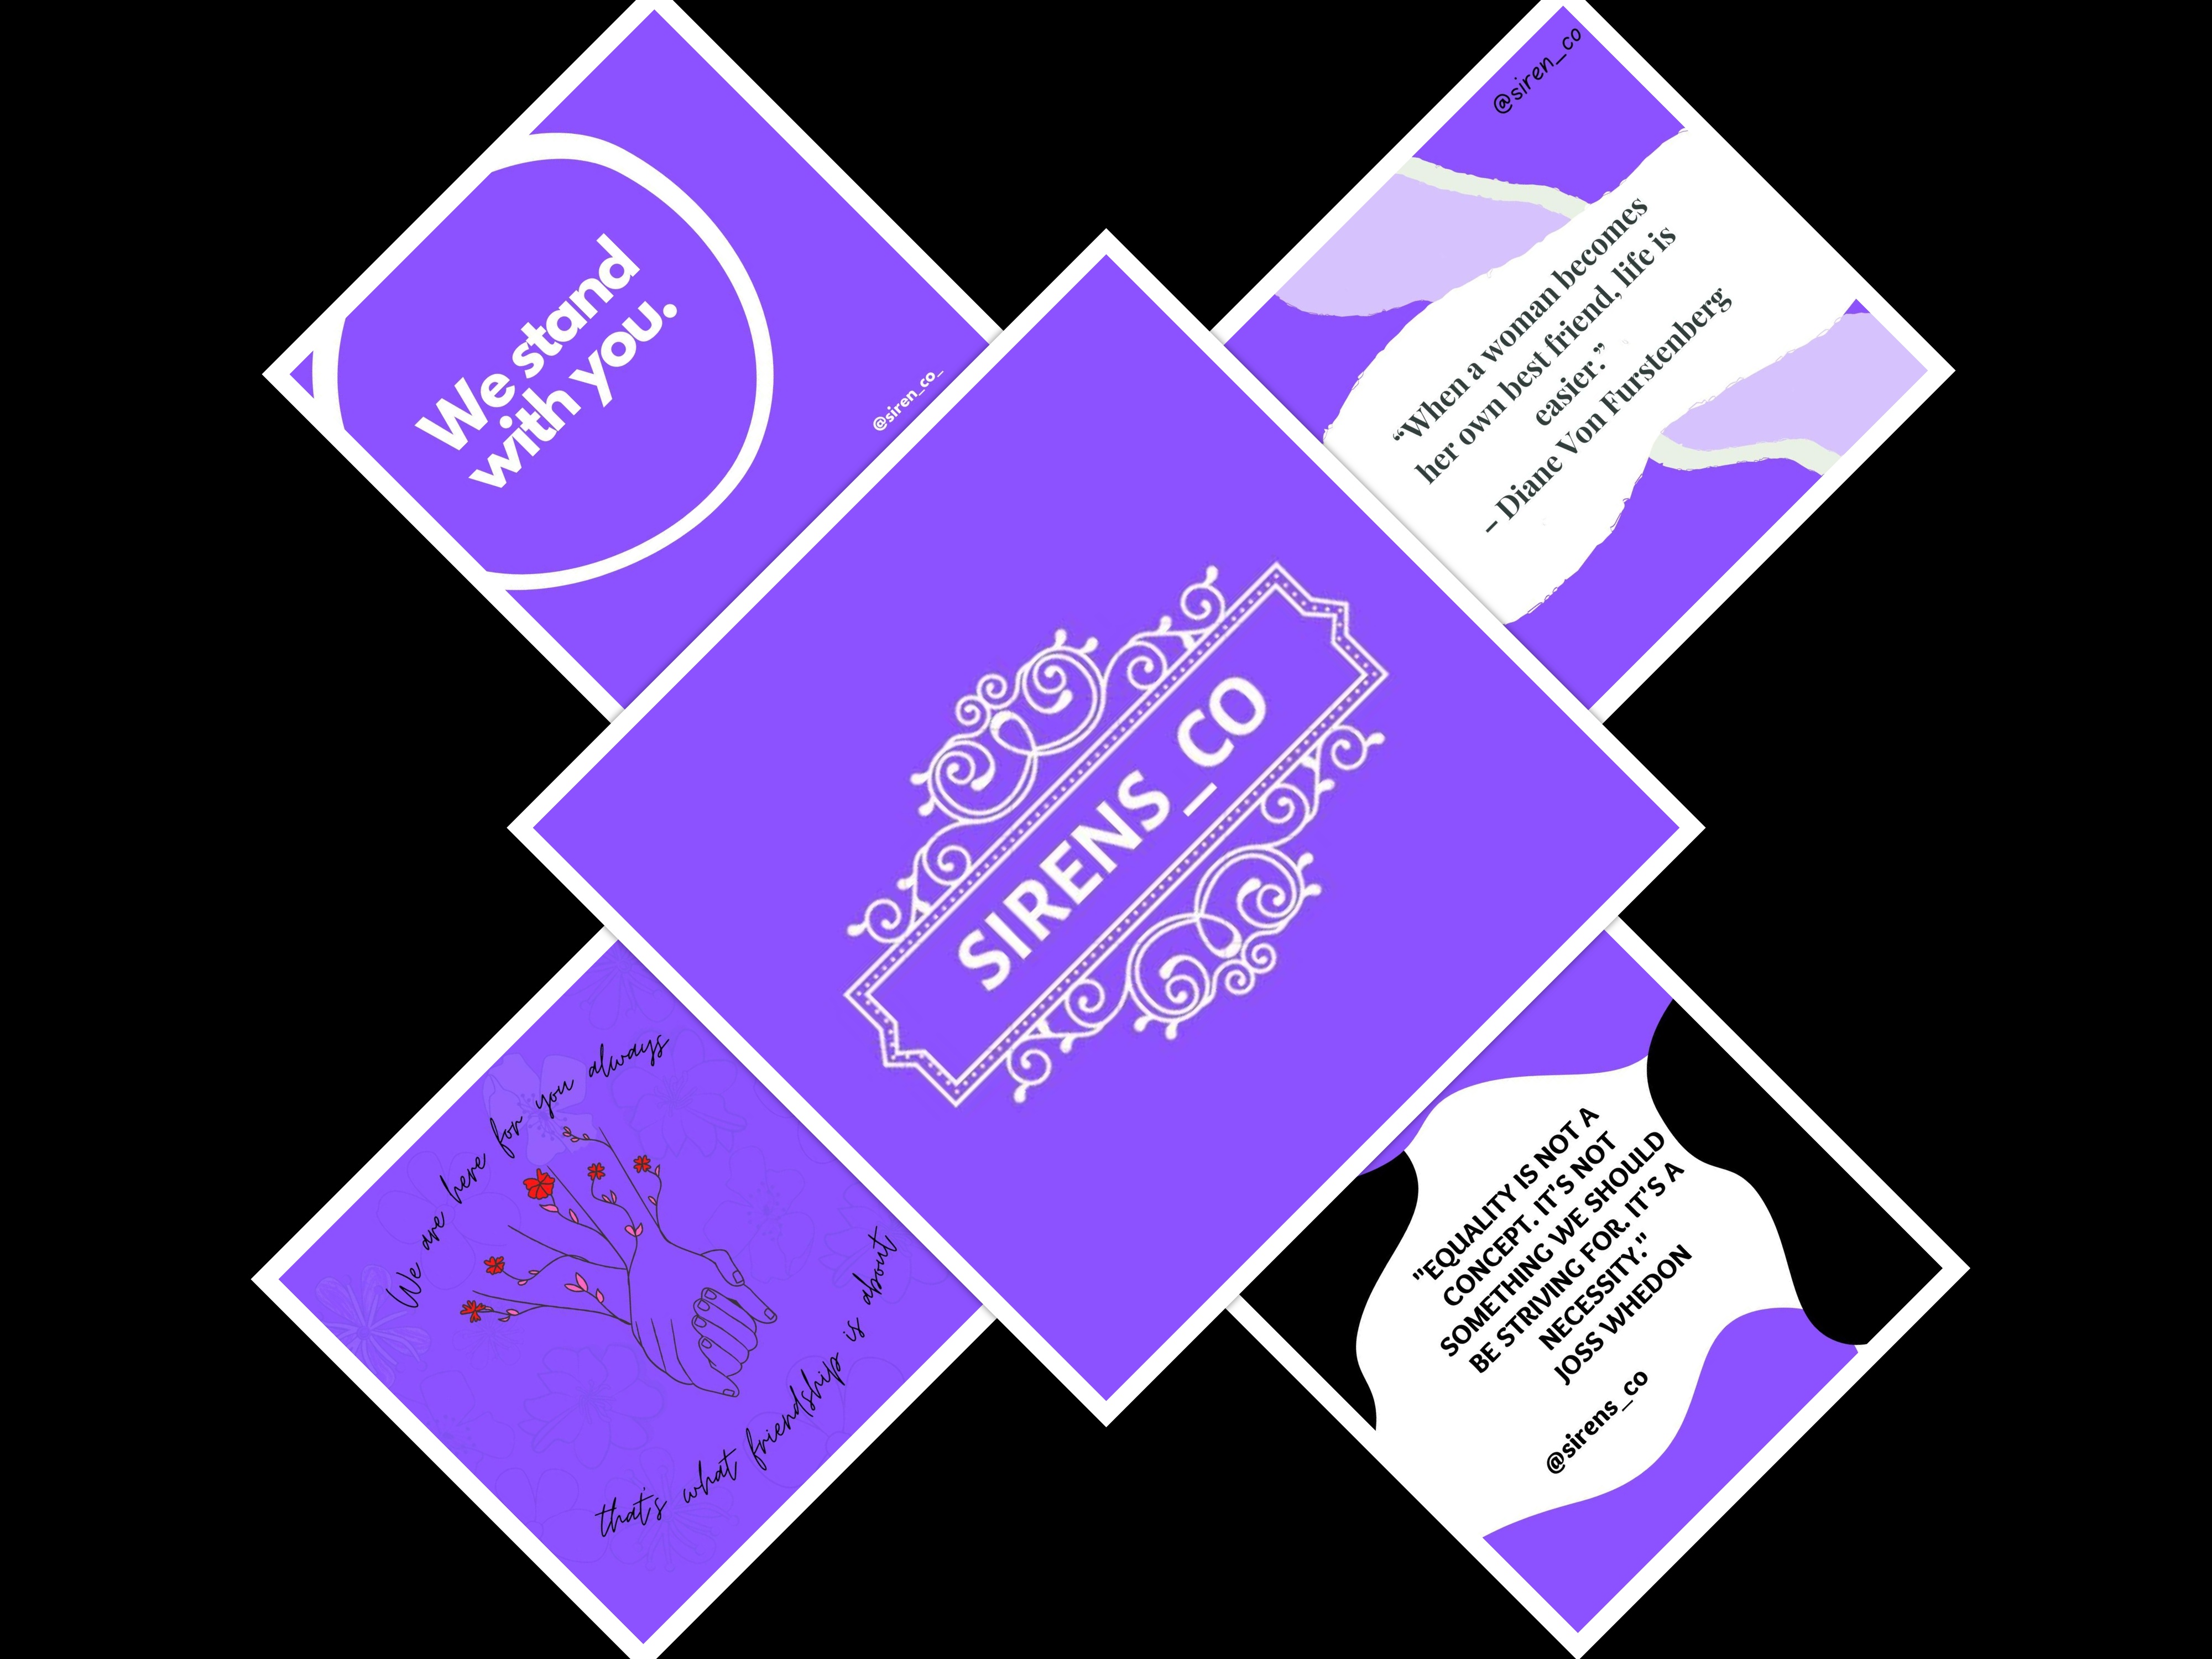 We stand
with you.
@siren_co_
@siren_co
“When a woman becomes
her own best friend, life is
easier.”
– Diane Von Furstenberg
SIRENS_CO
We are here for you always
that's what friendship is about
"EQUALITY IS NOT A
CONCEPT. IT'S NOT
SOMETHING WE SHOULD
BE STRIVING FOR. IT'S A
NECESSITY."
JOSS WHEDON
@sirens_co